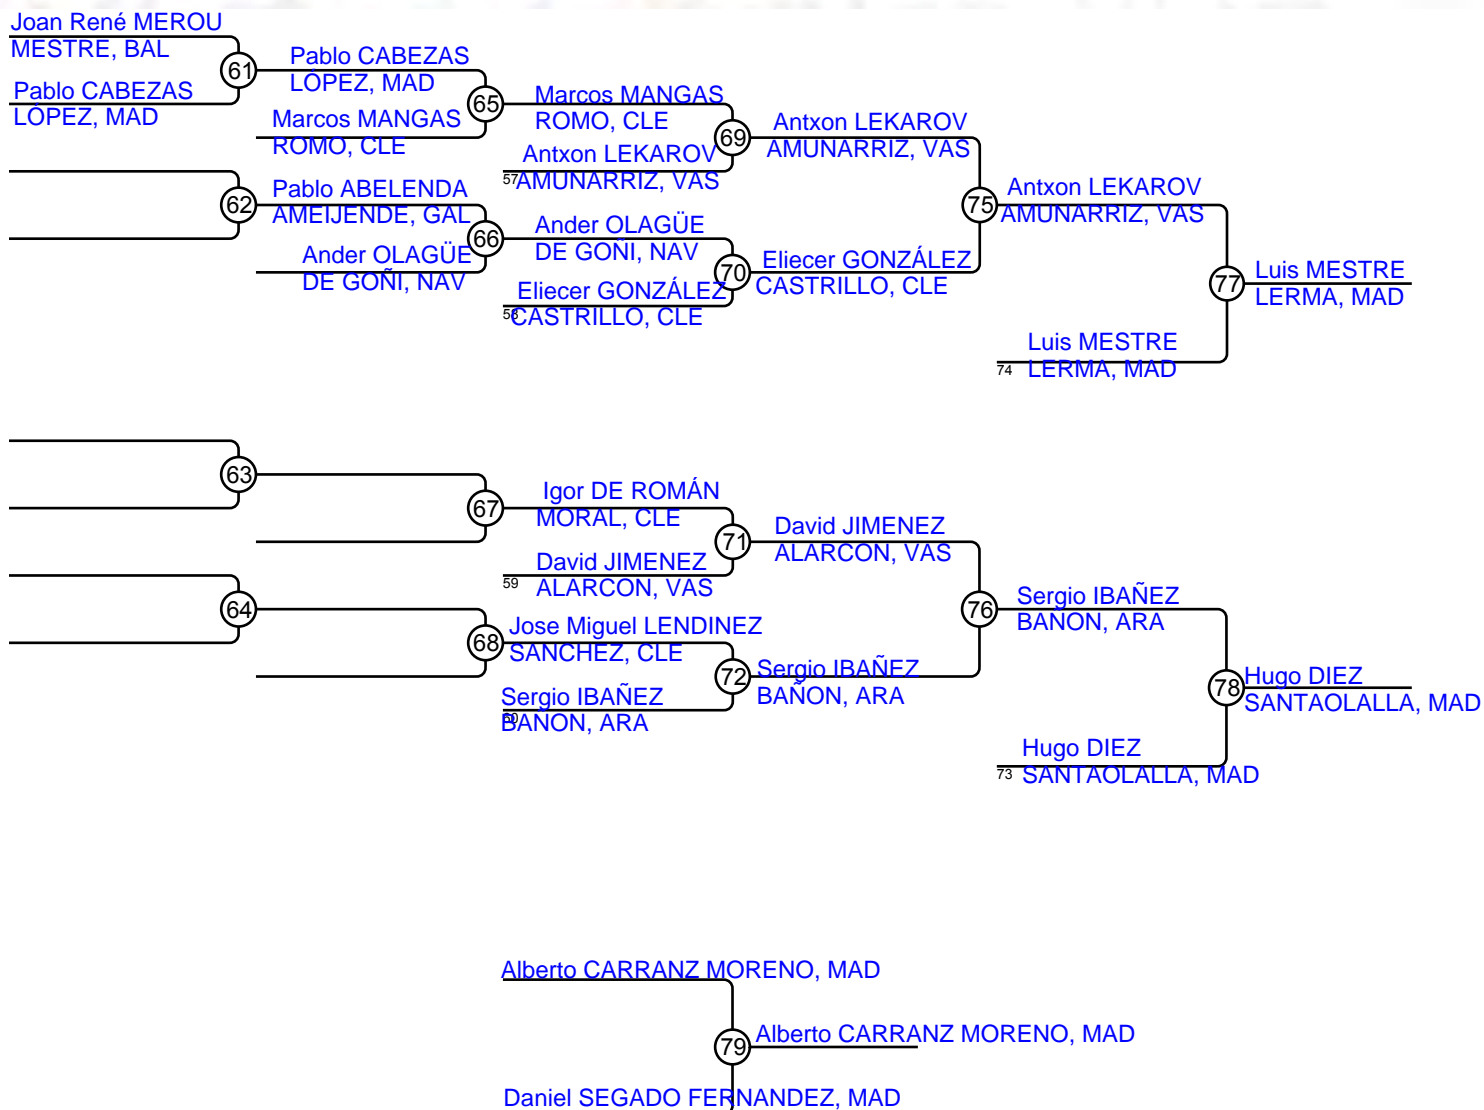 Joan René MEROU
MESTRE, BAL
61
Pablo CABEZAS
LÓPEZ, MAD
Pablo CABEZAS
LÓPEZ, MAD
65
Marcos MANGAS
ROMO, CLE
Marcos MANGAS
ROMO, CLE
69
Antxon LEKAROV
AMUNARRIZ, VAS
57
Antxon LEKAROV
AMUNARRIZ, VAS
62
Pablo ABELENDA
AMEIJENDE, GAL
66
Ander OLAGÜE
DE GOÑI, NAV
Ander OLAGÜE
DE GOÑI, NAV
70
Eliecer GONZÁLEZ
CASTRILLO, CLE
58
Eliecer GONZÁLEZ
CASTRILLO, CLE
75
Antxon LEKAROV
AMUNARRIZ, VAS
77
Luis MESTRE
LERMA, MAD
74
Luis MESTRE
LERMA, MAD
63
67
Igor DE ROMÁN
MORAL, CLE
71
David JIMENEZ
ALARCON, VAS
59
David JIMENEZ
ALARCON, VAS
64
68
Jose Miguel LENDINEZ
SANCHEZ, CLE
72
Sergio IBAÑEZ
BAÑON, ARA
60
Sergio IBAÑEZ
BAÑON, ARA
76
Sergio IBAÑEZ
BAÑON, ARA
78
Hugo DIEZ
SANTAOLALLA, MAD
73
Hugo DIEZ
SANTAOLALLA, MAD
Alberto CARRANZ MORENO, MAD
79
Alberto CARRANZ MORENO, MAD
Daniel SEGADO FERNANDEZ, MAD